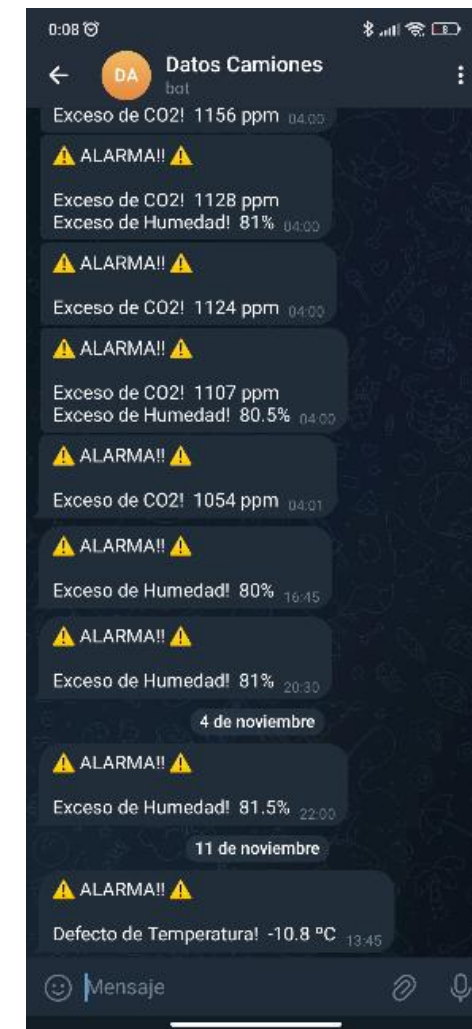 0:08
8
DA
Datos Camiones
bot
Exceso de CO2! 1156 ppm 04:00
ALARMA!!
Exceso de CO2! 1128 ppm
Exceso de Humedad! 81% 04:00
ALARMA!!
Exceso de CO2! 1124 ppm 04:00
ALARMA!!
Exceso de CO2! 1107 ppm
Exceso de Humedad! 80.5% 04:00
ALARMA!!
Exceso de CO2! 1054 ppm 04:01
ALARMA!!
Exceso de Humedad! 80% 16:45
ALARMA!!
Exceso de Humedad! 81% 20:30
4 de noviembre
ALARMA!!
Exceso de Humedad! 81.5% 22:00
11 de noviembre
ALARMA!!
Defecto de Temperatura! -10.8 ºC 13:45
Mensaje